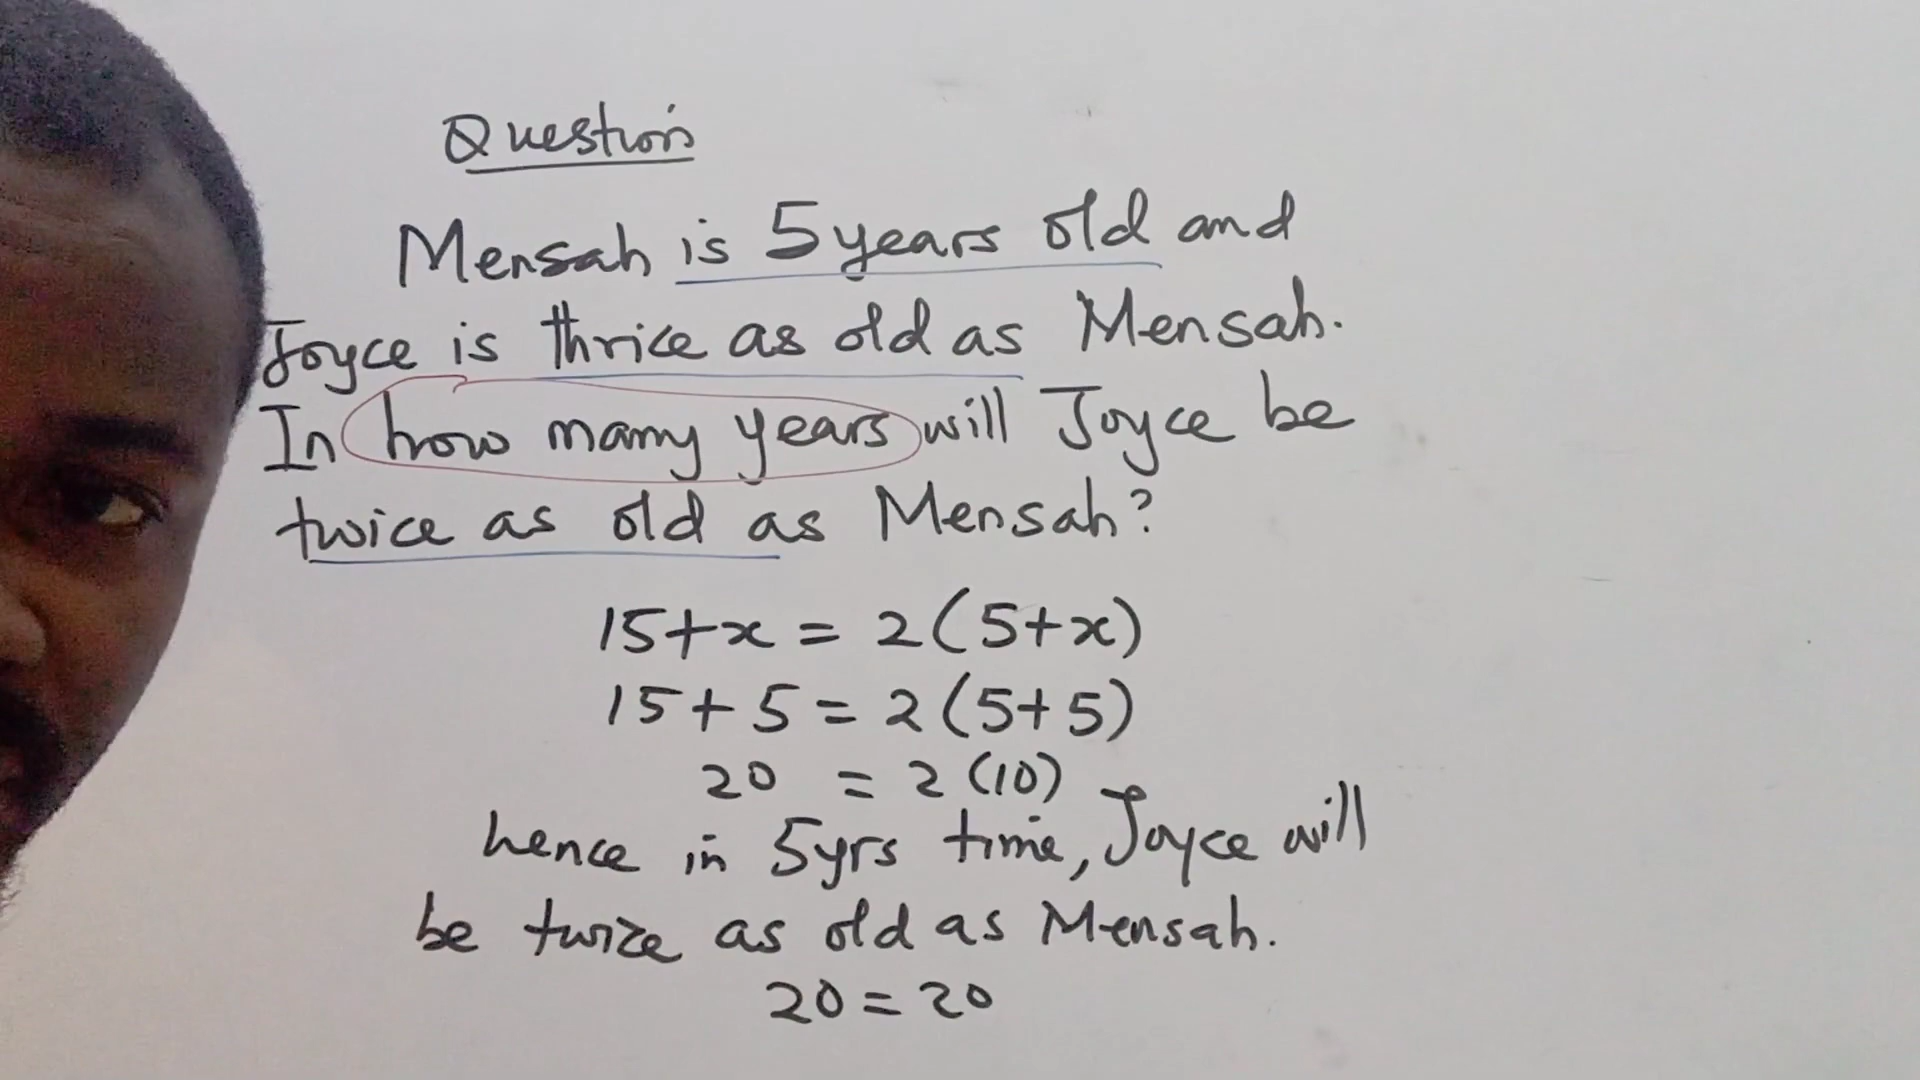 Question
Mensah is 5 years old and
Joyce is thrice as old as Mensah.
In how many years will Joyce be
twice as old as Mensah?
15+x = 2(5+x)
15+5 = 2(5+5)
20 = 2(10)
hence in 5yrs time, Joyce will
be twice as old as Mensah.
20=20